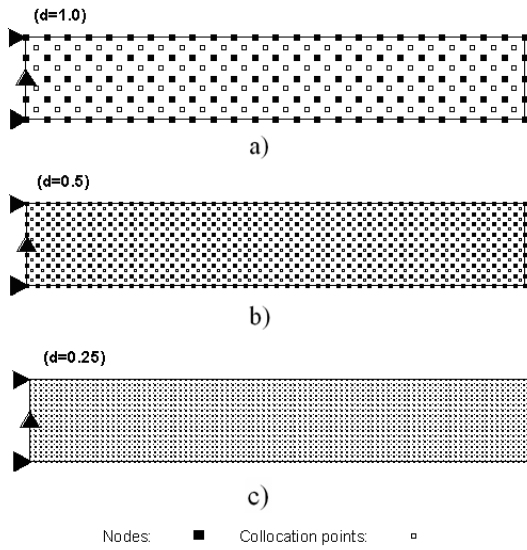 (d=1.0)
a)
(d=0.5)
b)
(d=0.25)
c)
Nodes: Collocation points: